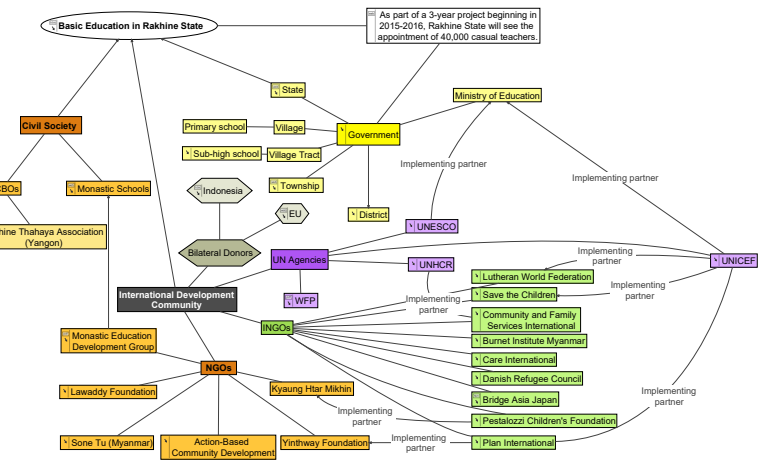 Basic Education in Rakhine State
As part of a 3-year project beginning in
2015-2016, Rakhine State will see the
appointment of 40,000 casual teachers.
State
Ministry of Education
Civil Society
Primary school
Village
Government
Sub-high school
Village Tract
Implementing partner
Implementing partner
Monastic Schools
Indonesia
Township
EU
District
Thahaya Association
(Yangon)
UNESCO
Bilateral Donors
UN Agencies
UNHCR
Implementing
partner
UNICEF
Lutheran World Federation
International Development
Community
WFP
Save the Children
Implementing
partner
Implementing
partner
Community and Family
Services International
INGOs
Monastic Education
Development Group
Burnet Institute Myanmar
Care International
NGOs
Danish Refugee Council
Lawaddy Foundation
Kyaung Htar Mikhin
Bridge Asia Japan
Implementing
partner
Implementing
partner
Pestalozzi Children's Foundation
Sone Tu (Myanmar)
Action-Based
Community Development
Yinthway Foundation
Implementing
partner
Plan International